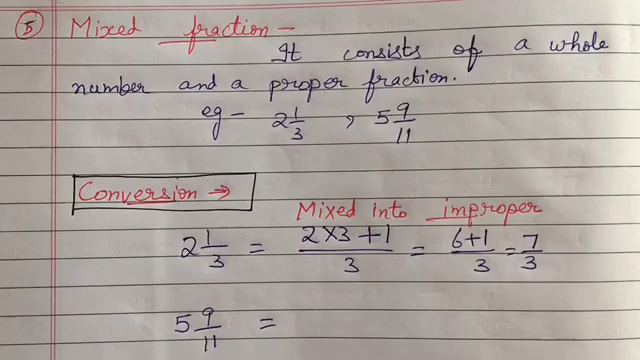 5 Mixed fraction -
It consists of a whole
number and a proper fraction.
eg - 2 1/3 , 5 9/11
Conversion →
Mixed into improper
2 1/3 = (2×3+1)/3 = (6+1)/3 = 7/3
5 9/11 =